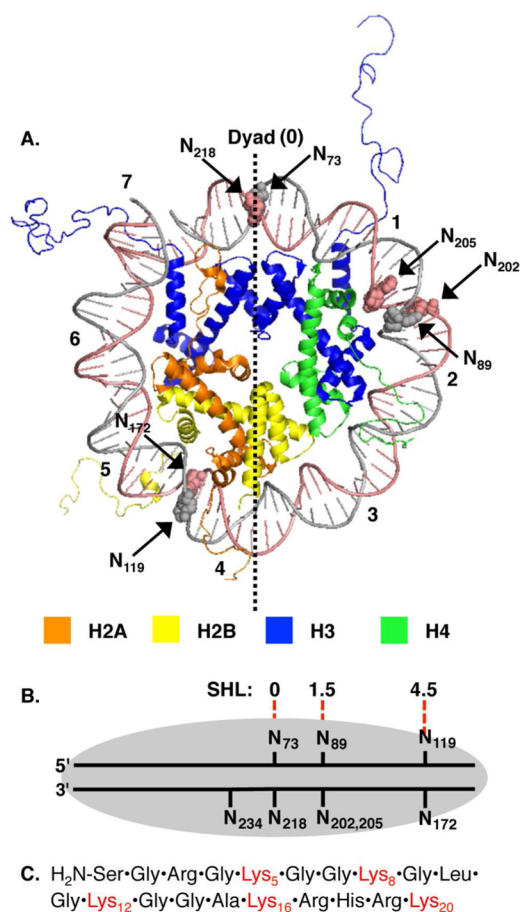 A.
Dyad (0)
N218
N73
7
1
N205
N202
6
N89
2
N172
5
3
N119
4
H2A
H2B
H3
H4
B.
SHL: 0 1.5 4.5
N73 N89 N119
5'
3'
N234 N218 N202,205 N172
C. H2N-Ser•Gly•Arg•Gly•Lys5•Gly•Gly•Lys8•Gly•Leu•
Gly•Lys12•Gly•Gly•Ala•Lys16•Arg•His•Arg•Lys20